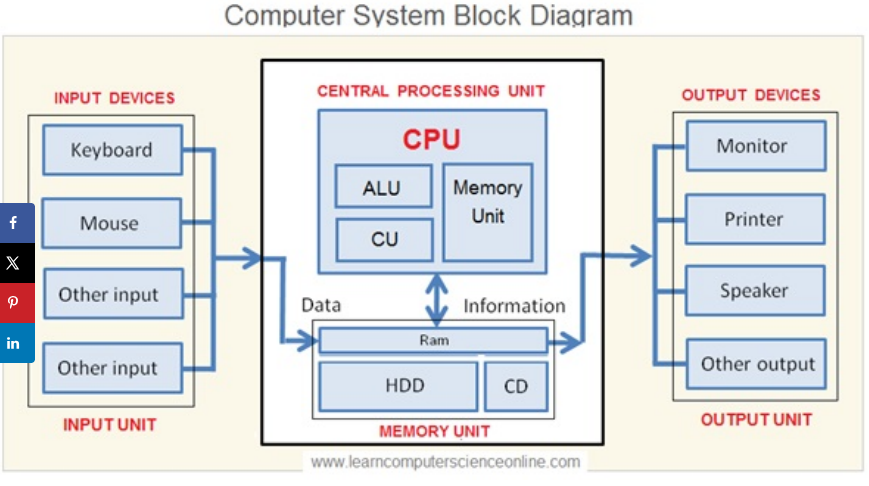 Computer System Block Diagram
INPUT DEVICES
Keyboard
Mouse
Other input
Other input
INPUT UNIT
CENTRAL PROCESSING UNIT
CPU
ALU
CU
Memory
Unit
Data
Information
Ram
HDD
CD
MEMORY UNIT
OUTPUT DEVICES
Monitor
Printer
Speaker
Other output
OUTPUT UNIT
www.learncomputerscienceonline.com
f
X
in